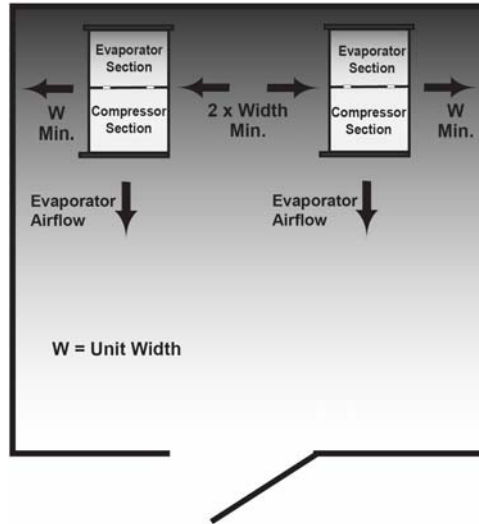 Evaporator
Section
Compressor
Section
W
Min.
2 x Width
Min.
Evaporator
Section
Compressor
Section
W
Min.
Evaporator
Airflow
Evaporator
Airflow
W = Unit Width